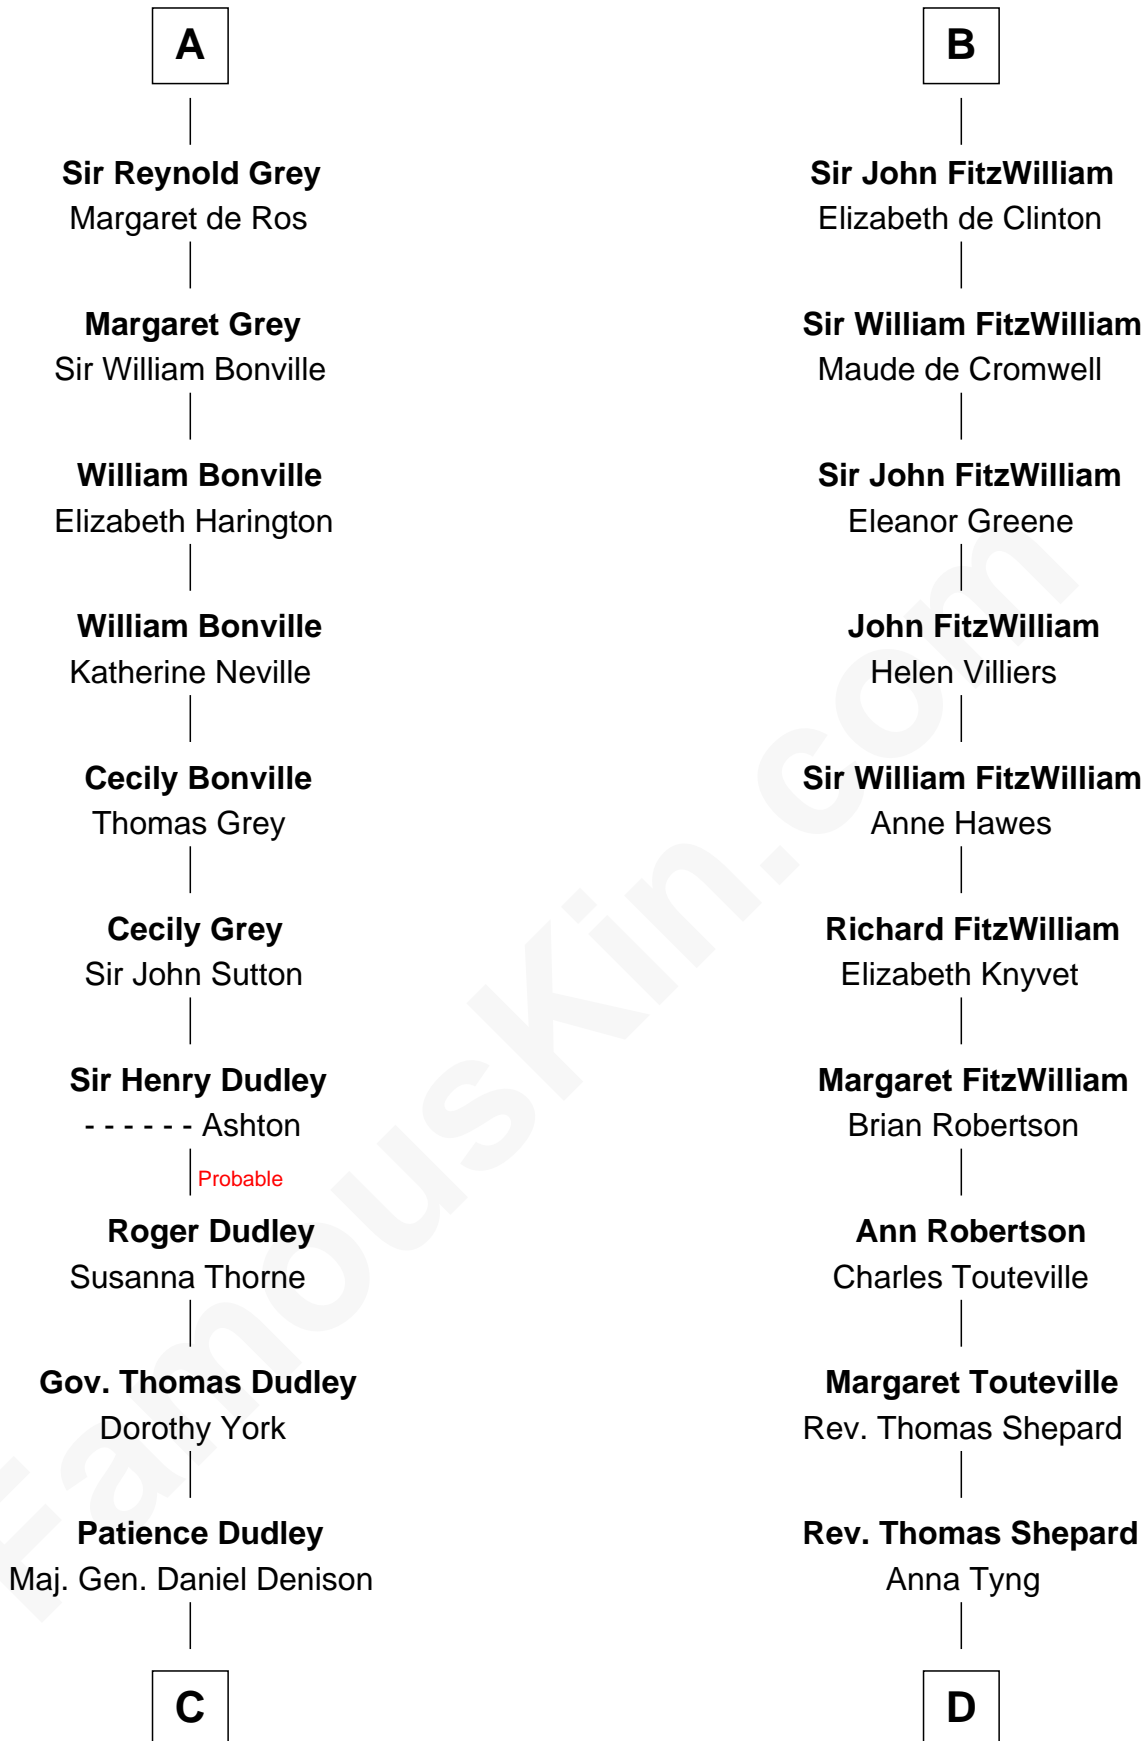 A
Sir Reynold Grey
Margaret de Ros
Margaret Grey
Sir William Bonville
William Bonville
Elizabeth Harington
William Bonville
Katherine Neville
Cecily Bonville
Thomas Grey
Cecily Grey
Sir John Sutton
Sir Henry Dudley
- - - - - - Ashton
Probable
Roger Dudley
Susanna Thorne
Gov. Thomas Dudley
Dorothy York
Patience Dudley
Maj. Gen. Daniel Denison
C
B
Sir John FitzWilliam
Elizabeth de Clinton
Sir William FitzWilliam
Maude de Cromwell
Sir John FitzWilliam
Eleanor Greene
John FitzWilliam
Helen Villiers
Sir William FitzWilliam
Anne Hawes
Richard FitzWilliam
Elizabeth Knyvet
Margaret FitzWilliam
Brian Robertson
Ann Robertson
Charles Touteville
Margaret Touteville
Rev. Thomas Shepard
Rev. Thomas Shepard
Anna Tyng
D
FamousKin.com